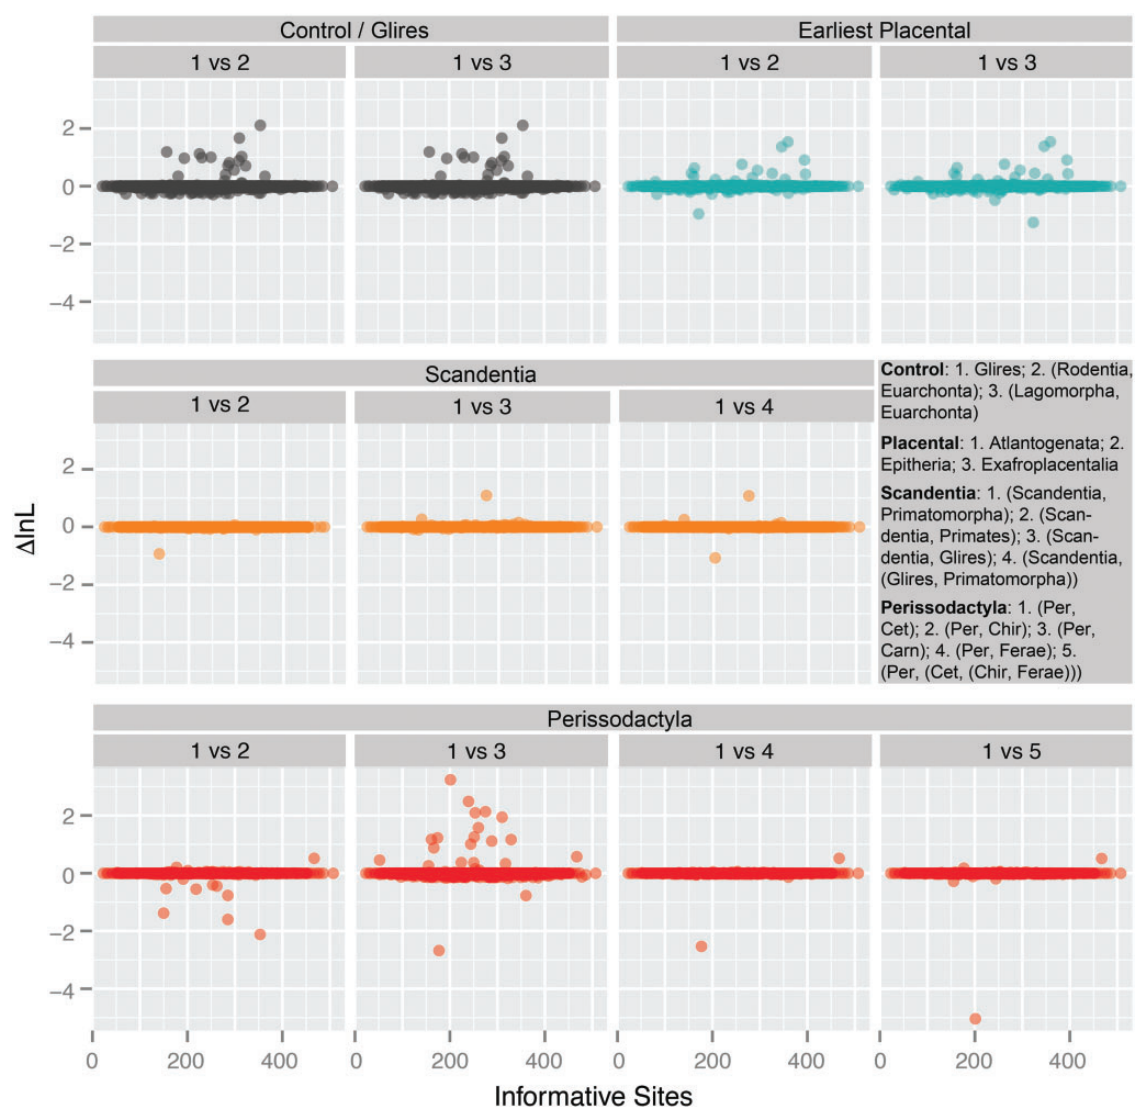 Control / Glires
Earliest Placental
1 vs 2
1 vs 3
1 vs 2
1 vs 3
2
0
−2
−4
Scandentia
1 vs 2
1 vs 3
1 vs 4
2
0
−2
−4
ΔlnL
Control: 1. Glires; 2. (Rodentia,
Euarchonta); 3. (Lagomorpha,
Euarchonta)
Placental: 1. Atlantogenata; 2.
Epitheria; 3. Exafroplacentalia
Scandentia: 1. (Scandentia,
Primatomorpha); 2. (Scan-
dentia, Primates); 3. (Scan-
dentia, Glires); 4. (Scandentia,
(Glires, Primatomorpha))
Perissodactyla: 1. (Per,
Cet); 2. (Per, Chir); 3. (Per,
Carn); 4. (Per, Ferae); 5.
(Per, (Cet, (Chir, Ferae)))
Perissodactyla
1 vs 2
1 vs 3
1 vs 4
1 vs 5
2
0
−2
−4
0 200 400 0 200 400 0 200 400 0 200 400
Informative Sites